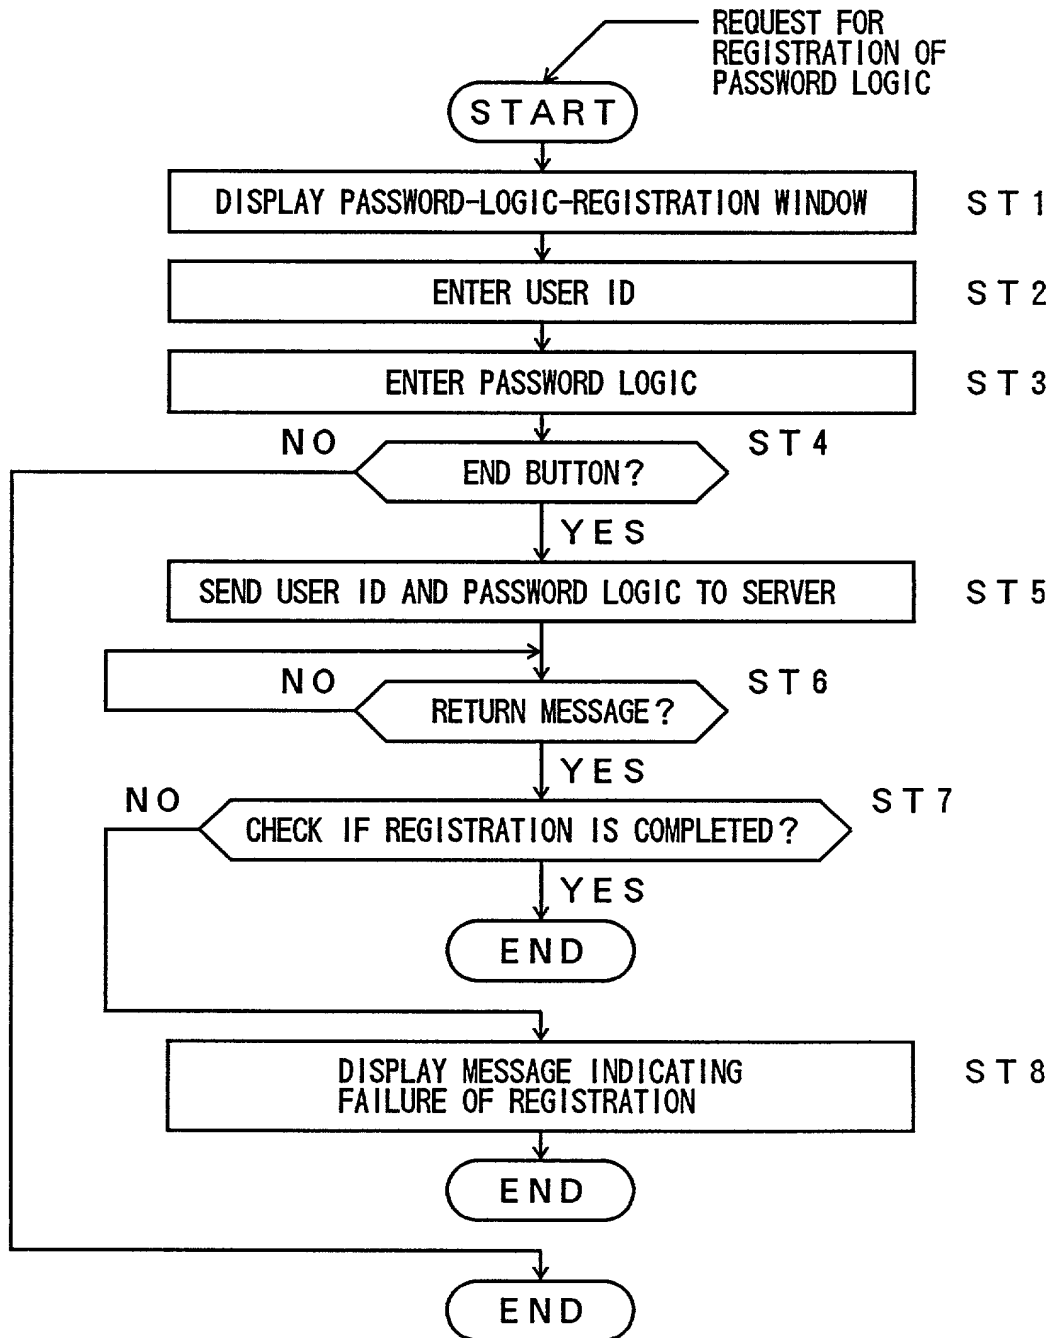 REQUEST FOR
REGISTRATION OF
PASSWORD LOGIC
START
DISPLAY PASSWORD-LOGIC-REGISTRATION WINDOW
ST1
ENTER USER ID
ST2
ENTER PASSWORD LOGIC
ST3
NO
ST4
END BUTTON?
YES
SEND USER ID AND PASSWORD LOGIC TO SERVER
ST5
NO
ST6
RETURN MESSAGE?
YES
NO
ST7
CHECK IF REGISTRATION IS COMPLETED?
YES
END
DISPLAY MESSAGE INDICATING
FAILURE OF REGISTRATION
ST8
END
END